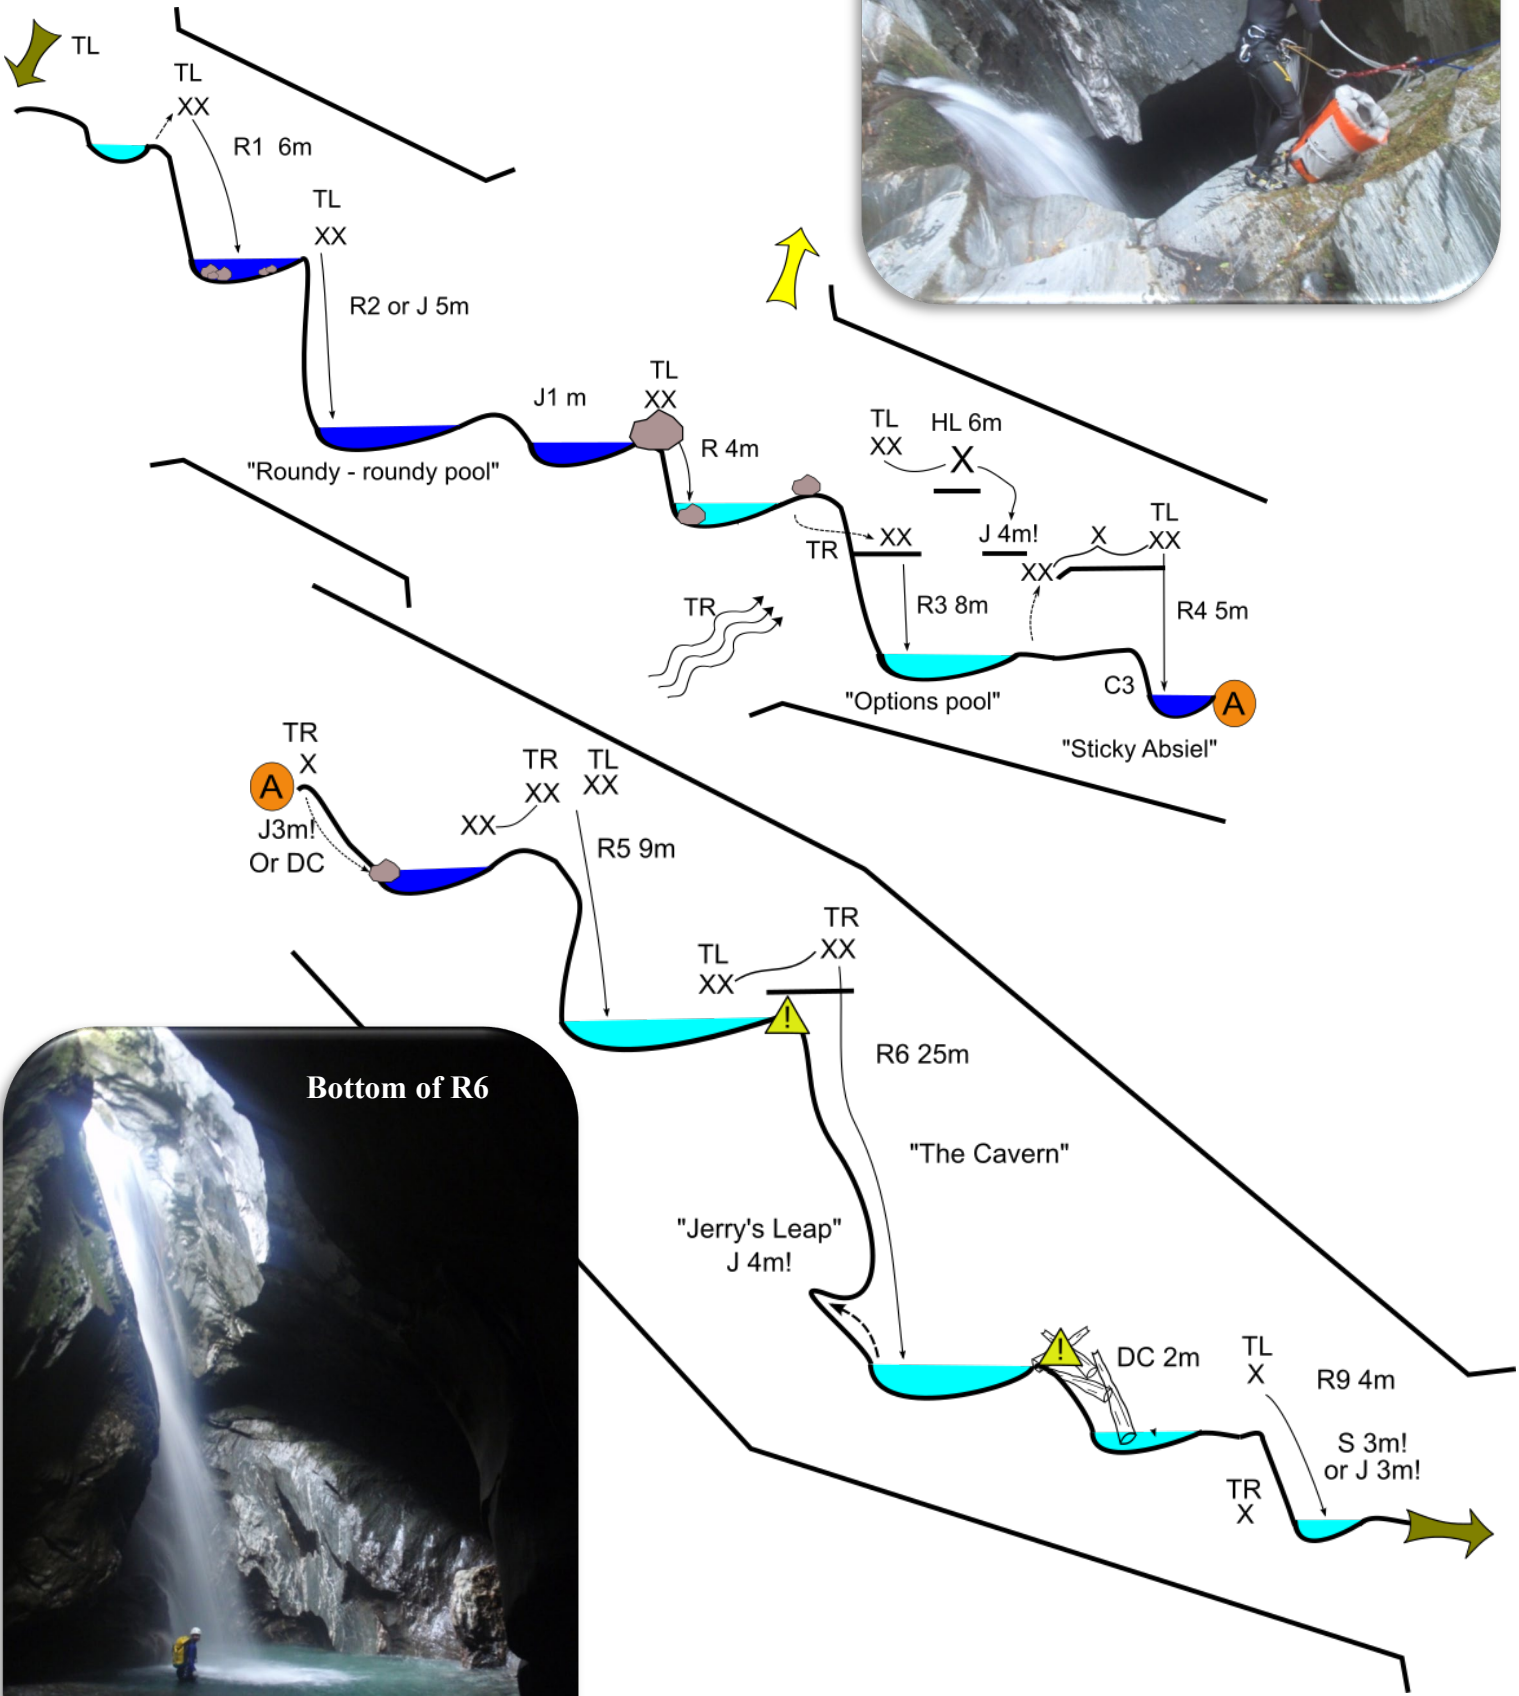 TL
TL
XX
R1 6m
TL
XX
R2 or J 5m
"Roundy - roundy pool"
J1 m
TL
XX
R 4m
TL
XX
HL 6m
X
J 4m!
TR
XX
R3 8m
TR
"Options pool"
XX
X
TL
XX
R4 5m
C3
A
"Sticky Absiel"
TR
X
A
J3m!
Or DC
XX
TR
XX
TL
XX
R5 9m
TL
XX
TR
XX
!
R6 25m
"The Cavern"
"Jerry's Leap"
J 4m!
Bottom of R6
!
DC 2m
TL
X
R9 4m
S 3m!
or J 3m!
TR
X